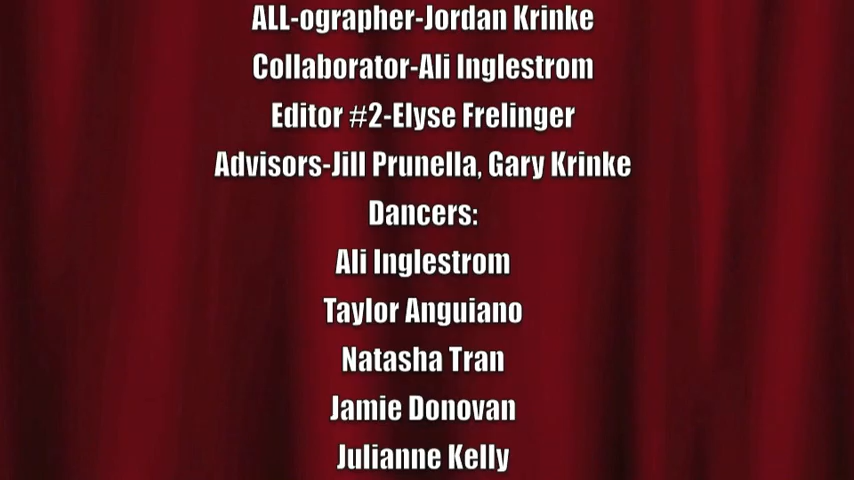 ALL-ographer-Jordan Krinke
Collaborator-Ali Inglestrom
Editor #2-Elyse Frelinger
Advisors-Jill Prunella, Gary Krinke
Dancers:
Ali Inglestrom
Taylor Anguiano
Natasha Tran
Jamie Donovan
Julianne Kelly